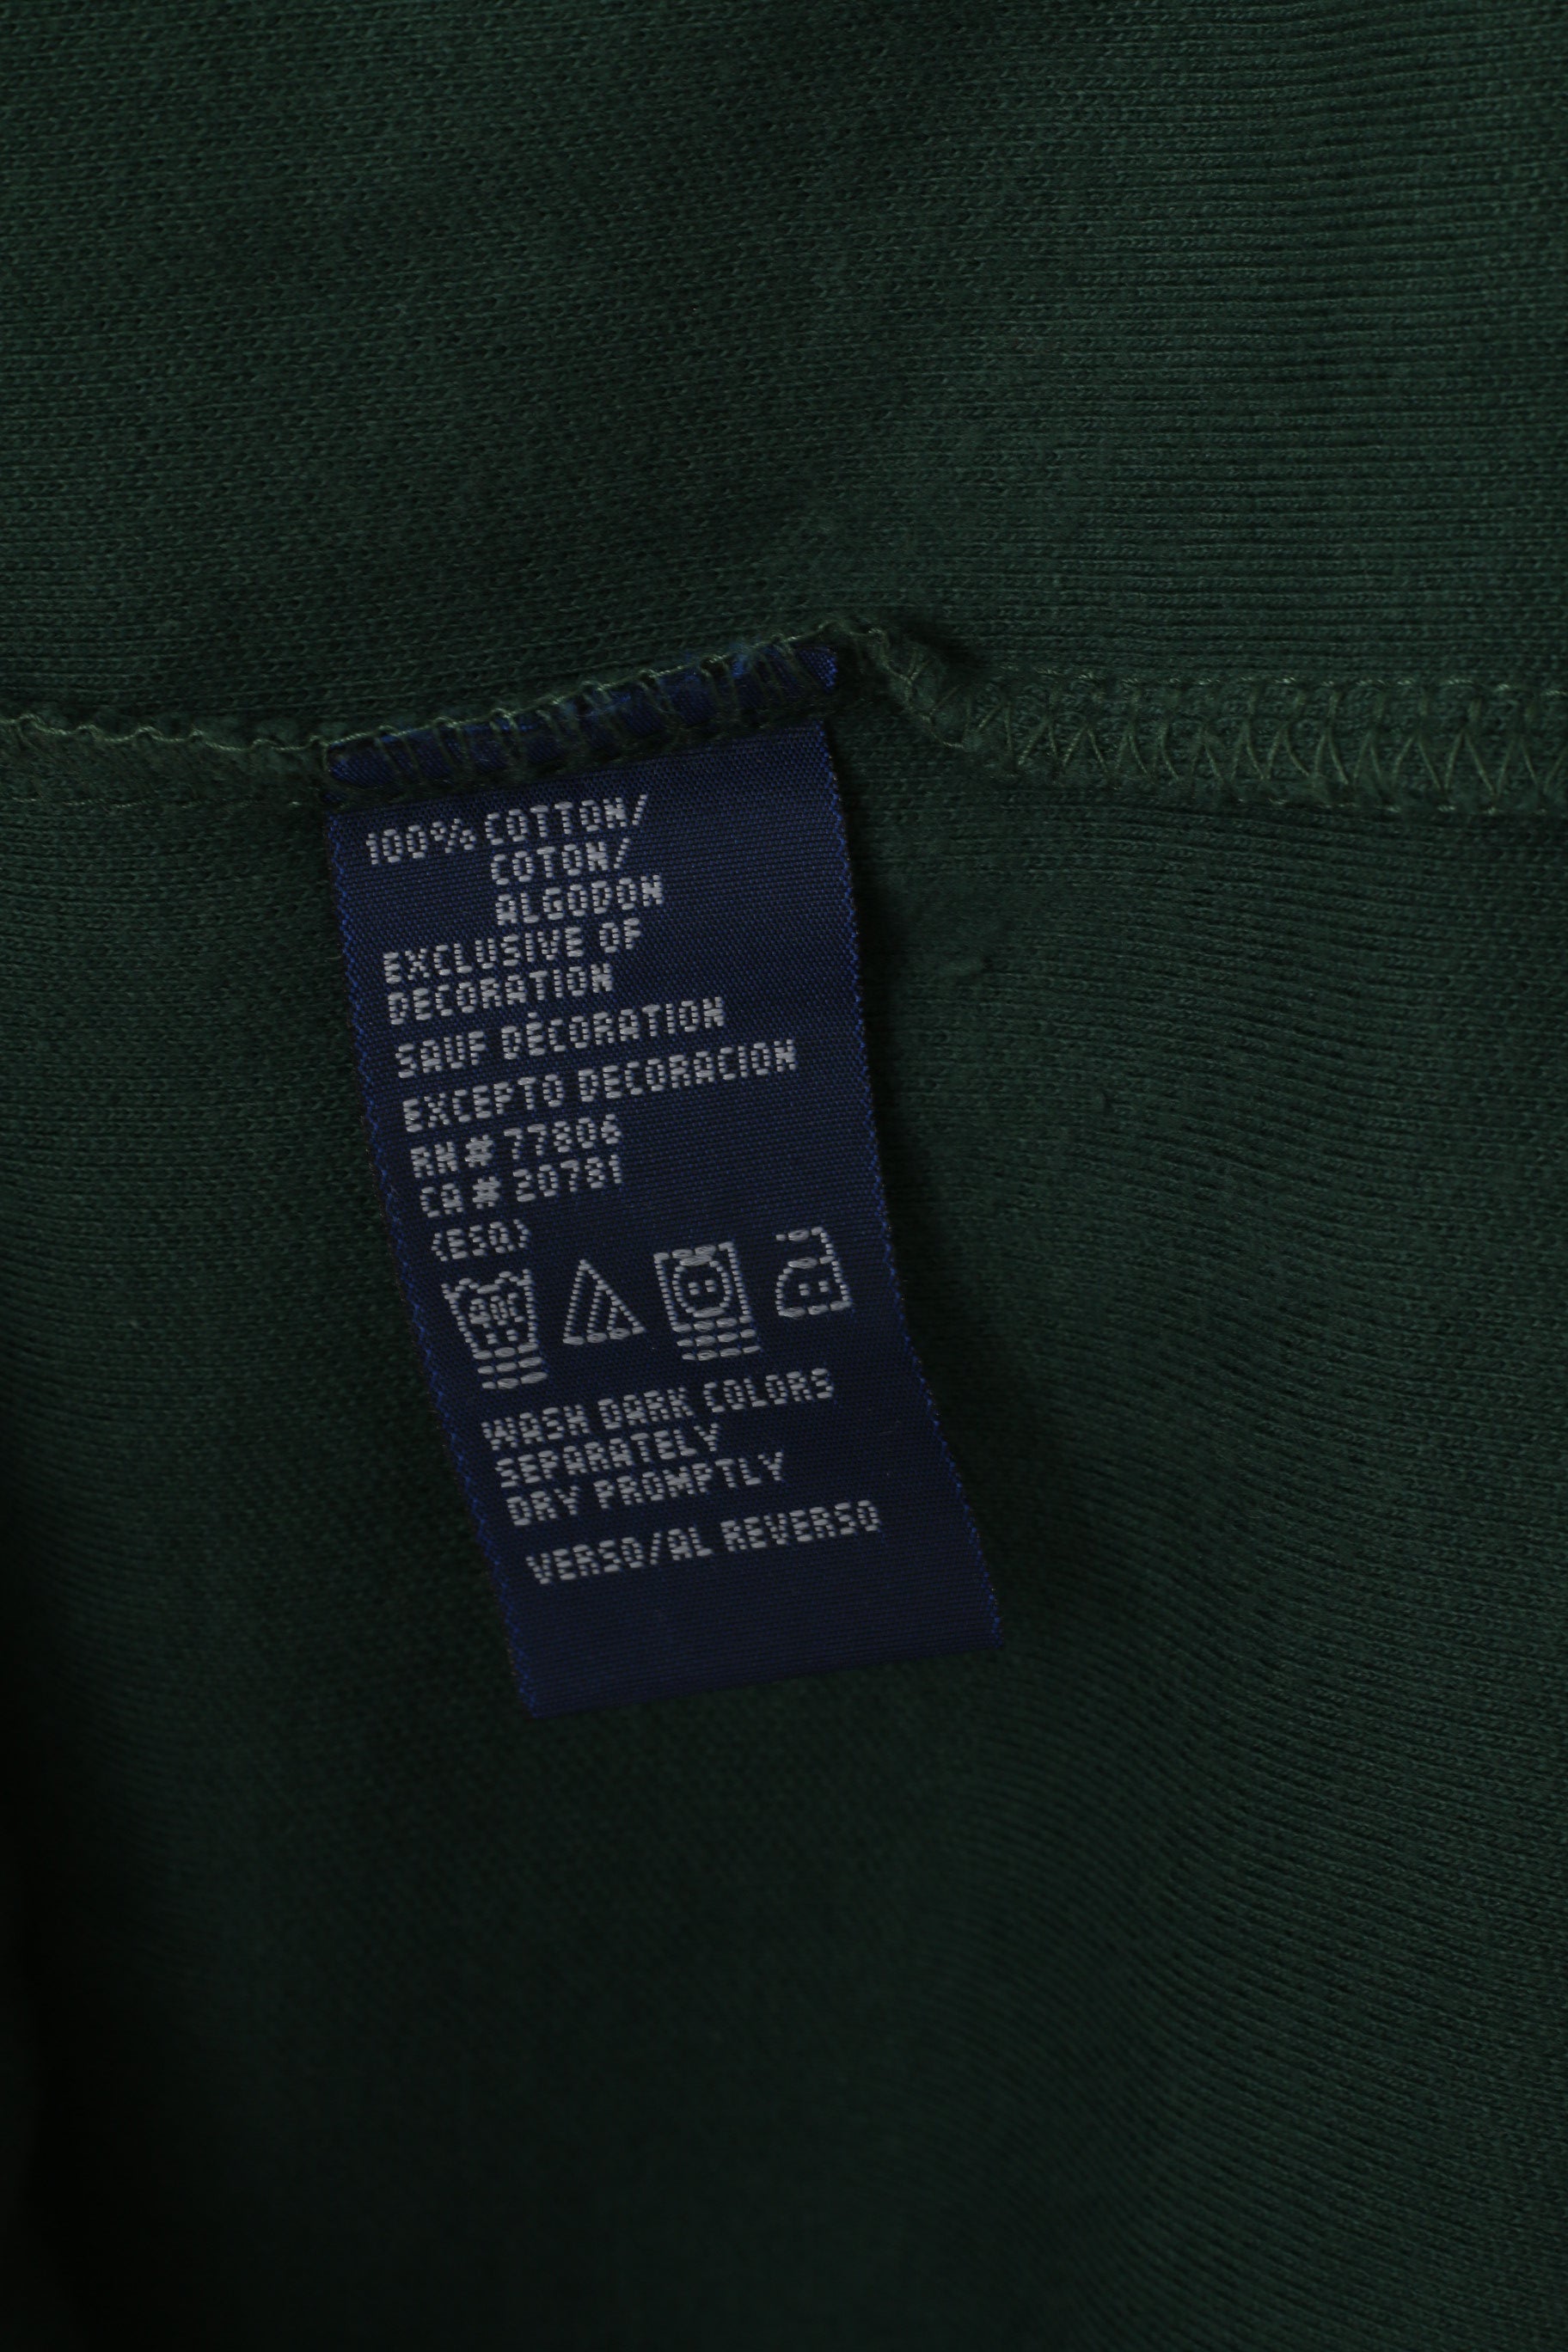 100% COTTON/
COTON/
ALGODON
EXCLUSIVE OF
DECORATION
SAUF DÉCORATION
EXCEPTO DECORACION
RN# 77806
CA# 20781
(ESQ)
40C
WASH DARK COLORS
SEPARATELY
DRY PROMPTLY
VERSO/AL REVERSO